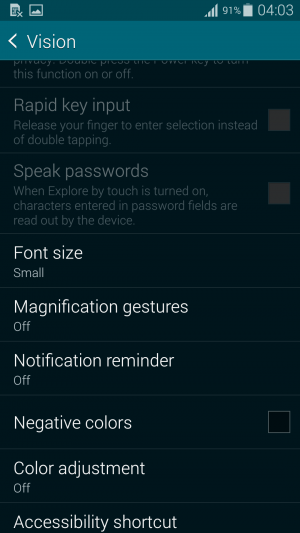 91% 04:03
Vision
privacy. Double press the Power key to turn
this function on or off.
Rapid key input
Release your finger to enter selection instead
of double tapping.
Speak passwords
When Explore by touch is turned on,
characters entered in password fields are
read out by the device.
Font size
Small
Magnification gestures
Off
Notification reminder
Off
Negative colors
Color adjustment
Off
Accessibility shortcut